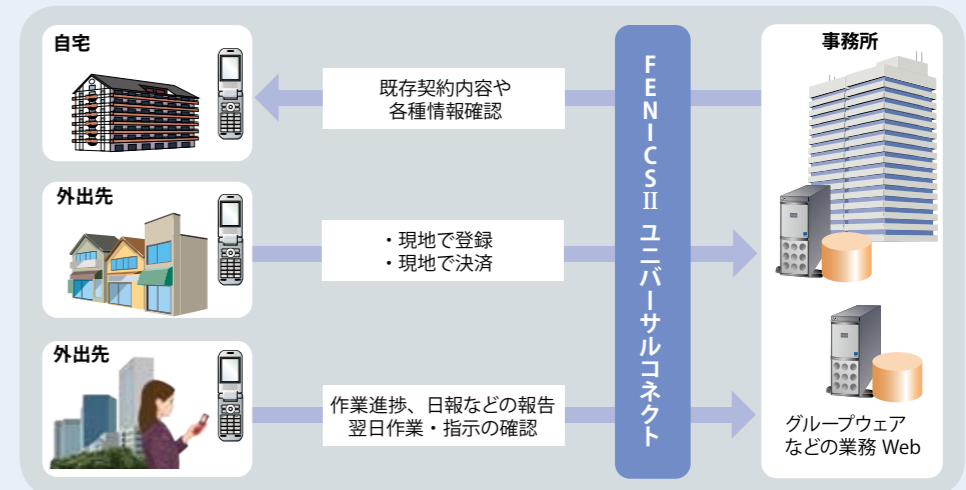 自宅
既存契約内容や
各種情報確認
外出先
・現地で登録
・現地で決済
外出先
作業進捗、日報などの報告
翌日作業・指示の確認
FENICSⅡ ユニバーサルコネクト
事務所
グループウェア
などの業務 Web